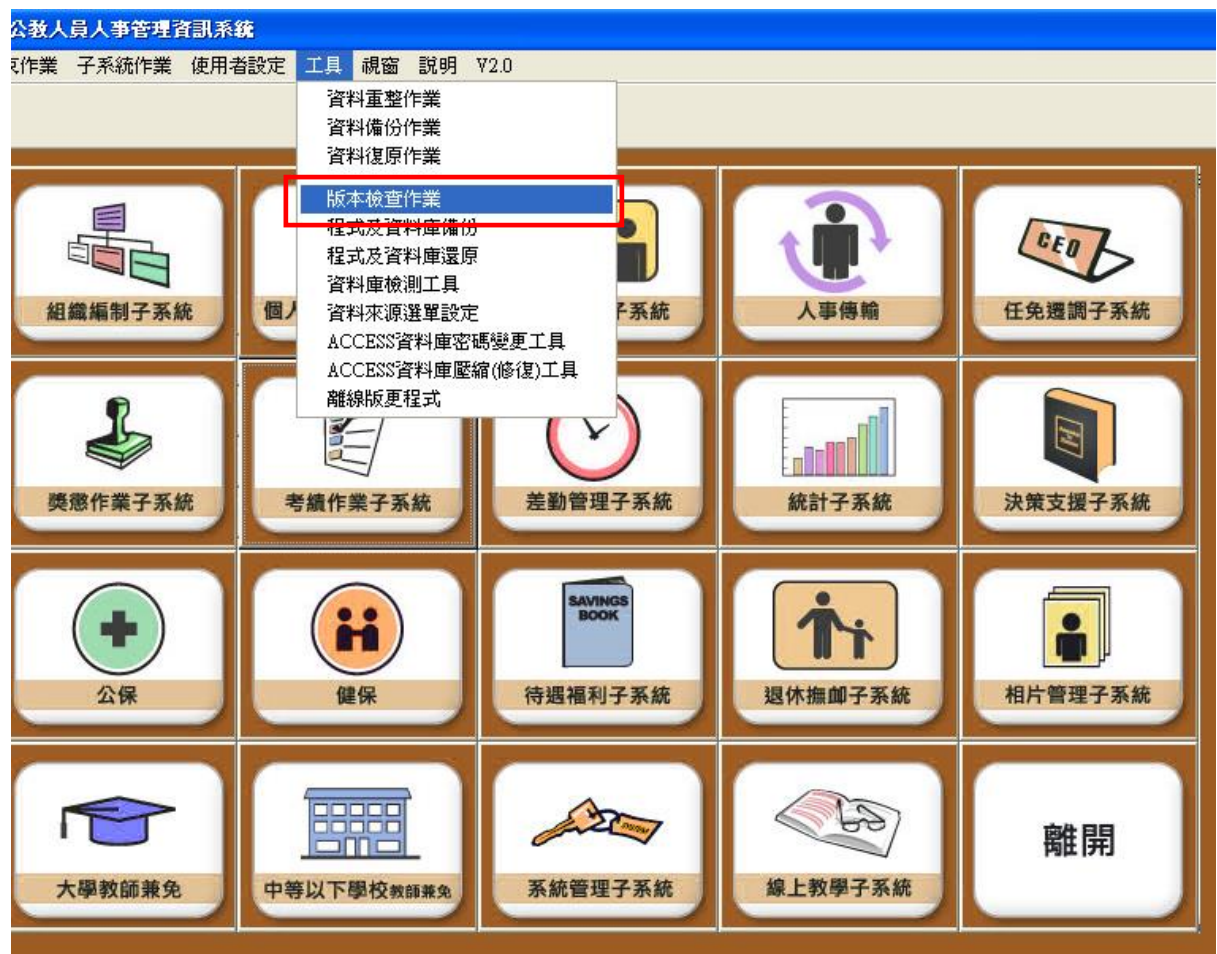 公教人員人事管理資訊系統
作業 子系統作業 使用者設定 工具 視窗 說明 V2.0
資料重整作業
資料備份作業
資料復原作業
版本檢查作業
程式及資料庫備份
程式及資料庫還原
資料庫檢測工具
資料來源選單設定
ACCESS資料庫密碼變更工具
ACCESS資料庫壓縮(修復)工具
離線版更程式
組織編制子系統
個人
子系統
人事傳輸
CEO
任免遷調子系統
獎懲作業子系統
考績作業子系統
差勤管理子系統
統計子系統
決策支援子系統
公保
健保
SAVINGS
BOOK
待遇福利子系統
退休撫卹子系統
相片管理子系統
大學教師兼免
中等以下學校教師兼免
SYSTEM
系統管理子系統
線上教學子系統
離開